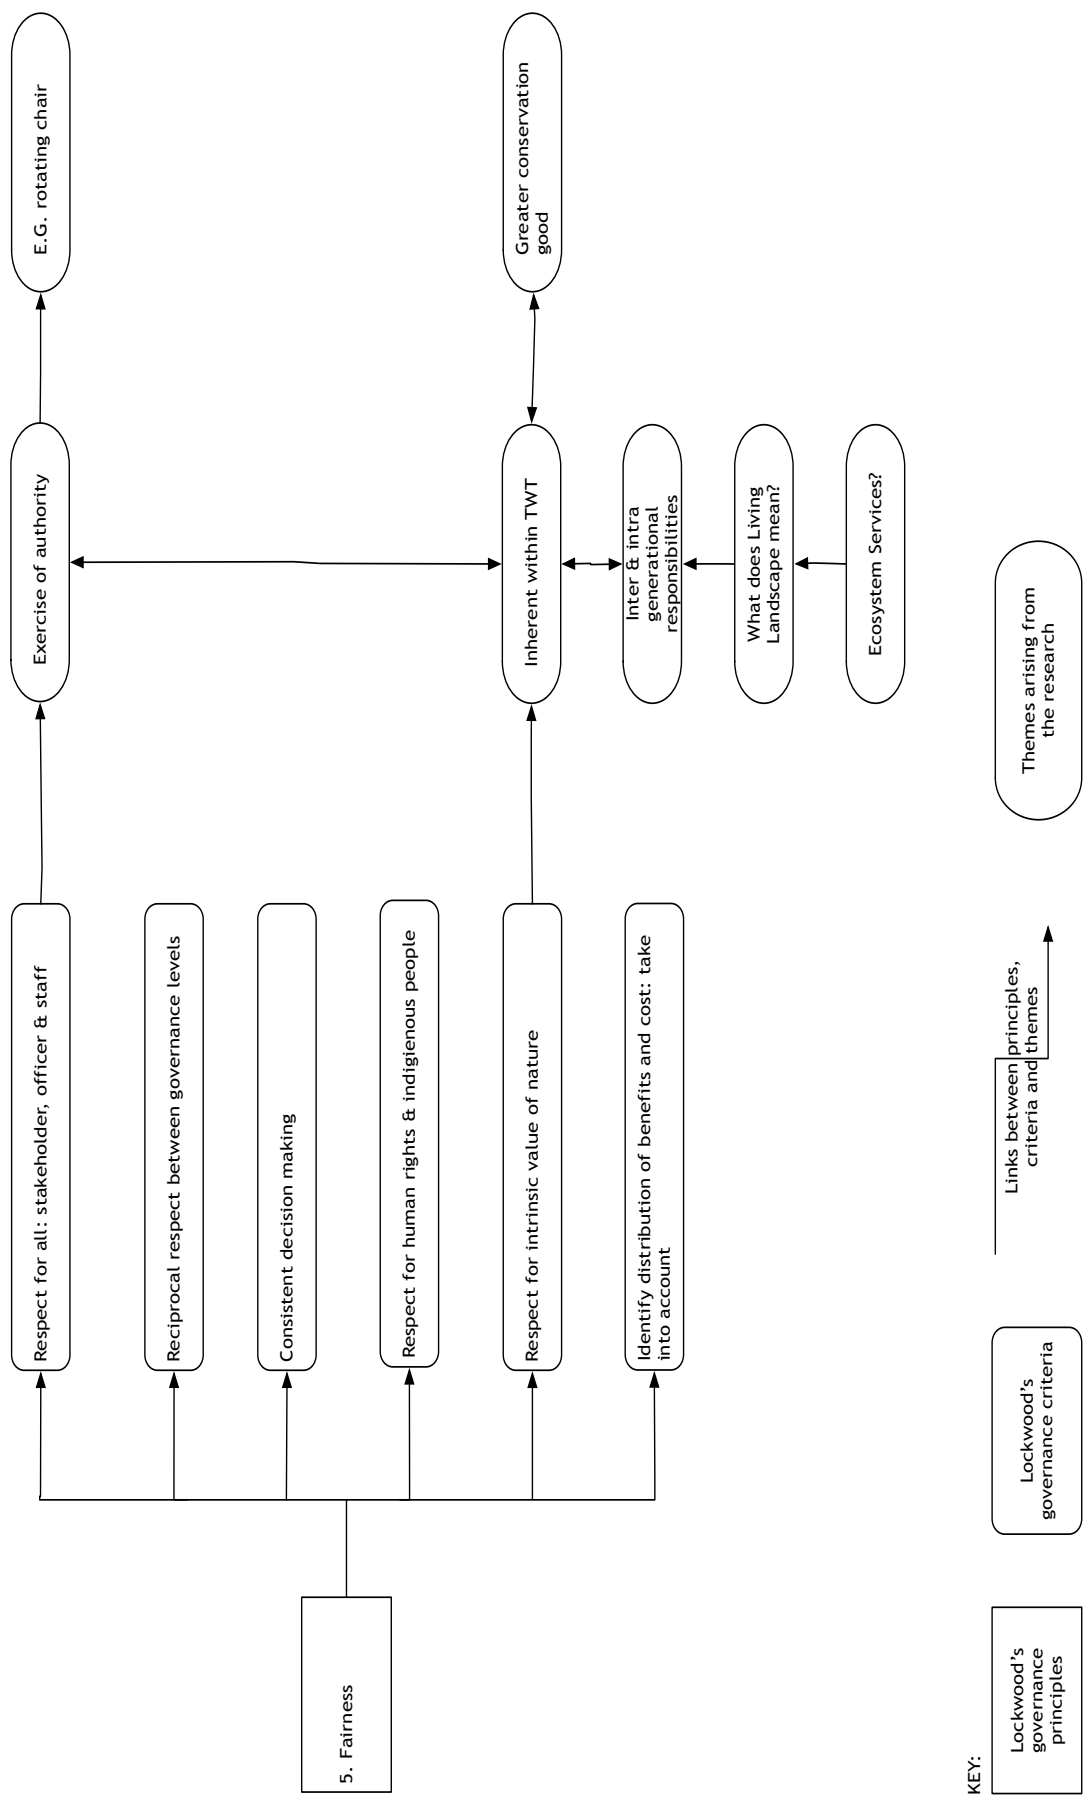 5. Fairness
Respect for all: stakeholder, officer & staff
Reciprocal respect between governance levels
Consistent decision making
Respect for human rights & indigienous people
Respect for intrinsic value of nature
Identify distribution of benefits and cost: take
into account
Exercise of authority
E.G. rotating chair
Inherent within TWT
Greater conservation
good
Inter & intra
generational
responsibilities
What does Living
Landscape mean?
Ecosystem Services?
KEY:
Lockwood's
governance
principles
Lockwood's
governance criteria
Links between principles,
criteria and themes
Themes arising from
the research